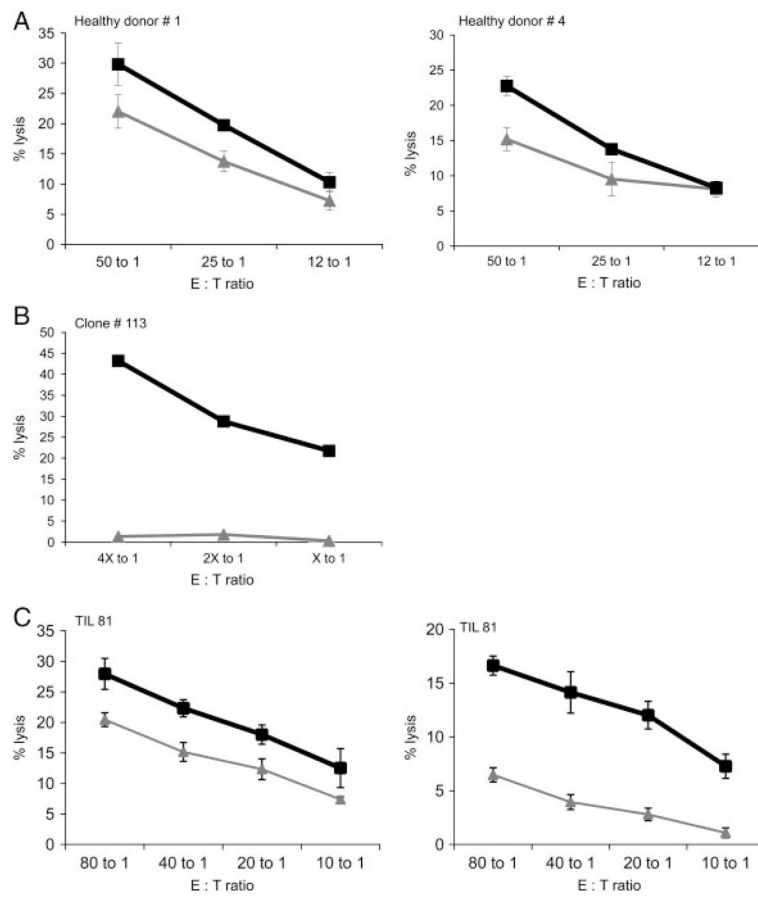 A
Healthy donor # 1
35
30
25
20
15
10
5
0
% lysis
50 to 1 25 to 1 12 to 1
E : T ratio
Healthy donor # 4
30
25
20
15
10
5
0
% lysis
50 to 1 25 to 1 12 to 1
E : T ratio
B
Clone # 113
50
45
40
35
30
25
20
15
10
5
0
% lysis
4X to 1 2X to 1 X to 1
E : T ratio
C
TIL 81
35
30
25
20
15
10
5
0
% lysis
80 to 1 40 to 1 20 to 1 10 to 1
E : T ratio
TIL 81
20
15
10
5
0
% lysis
80 to 1 40 to 1 20 to 1 10 to 1
E : T ratio